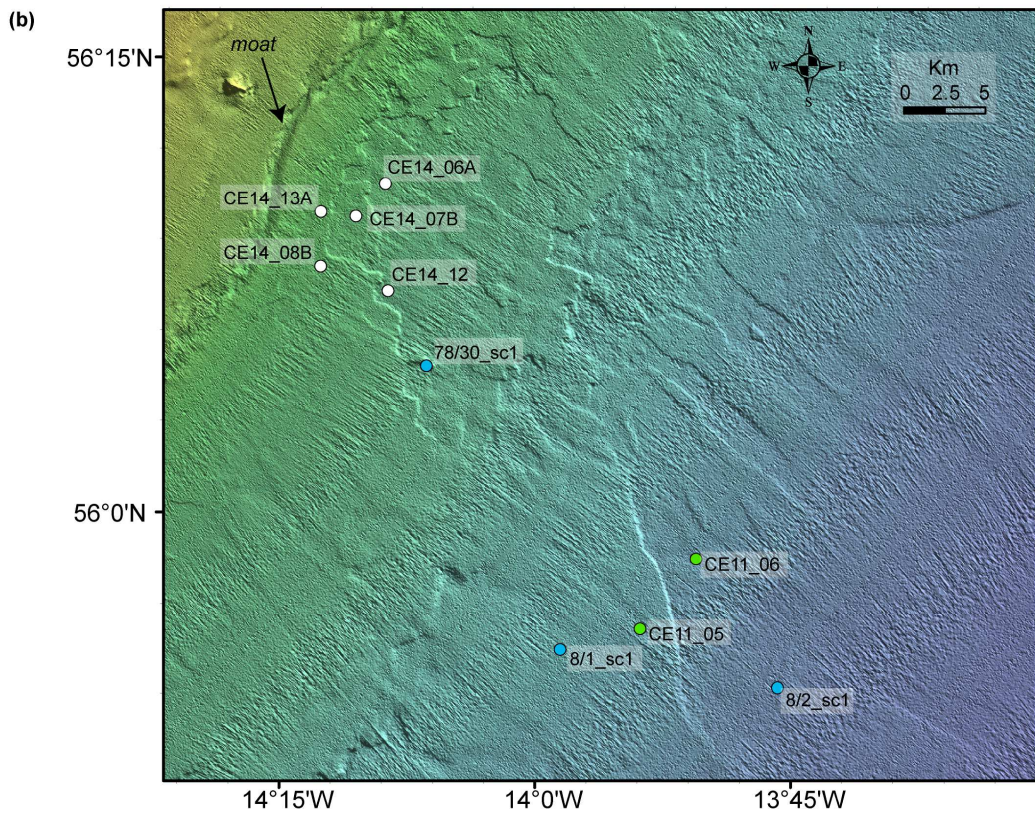 (b)
56°15'N
moat
N
W
E
S
Km
0 2.5 5
CE14_06A
CE14_13A
CE14_07B
CE14_08B
CE14_12
78/30_sc1
56°0'N
CE11_06
CE11_05
8/1_sc1
8/2_sc1
14°15'W
14°0'W
13°45'W